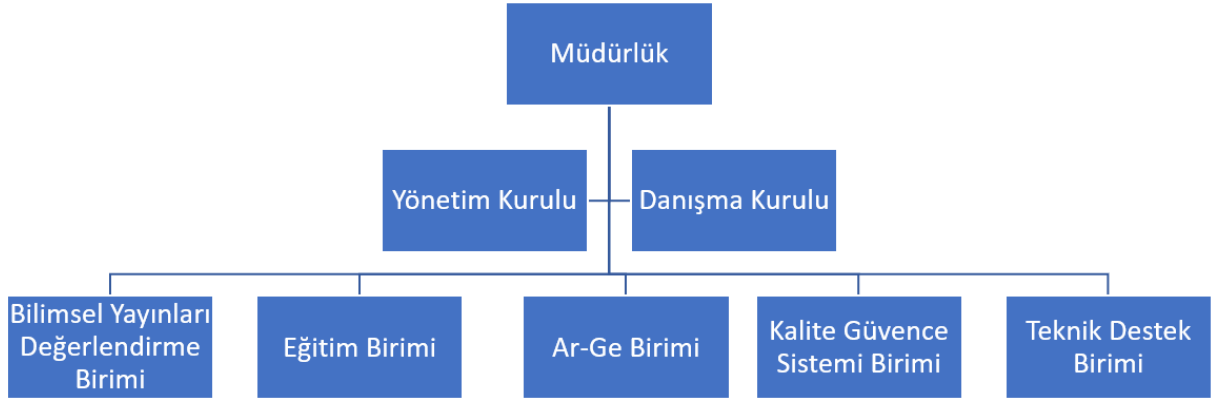 Müdürlük
Yönetim Kurulu
Danışma Kurulu
Bilimsel Yayınları
Değerlendirme
Birimi
Eğitim Birimi
Ar-Ge Birimi
Kalite Güvence
Sistemi Birimi
Teknik Destek
Birimi